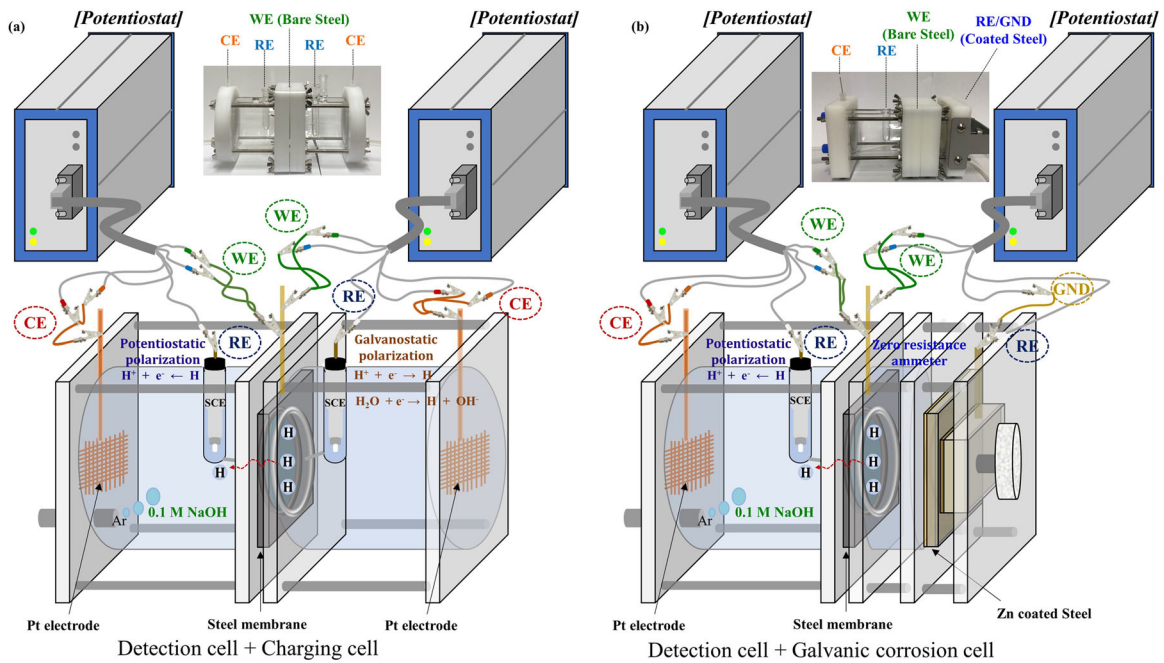 (a)
[Potentiostat]
WE (Bare Steel)
CE
RE
RE
CE
[Potentiostat]
WE
WE
RE
CE
CE
RE
Potentiostatic
polarization
H⁺ + e⁻ ← H
Galvanostatic
polarization
H⁺ + e⁻ → H
H₂O + e⁻ → H + OH⁻
SCE
SCE
H
H
H
H
Ar
0.1 M NaOH
Pt electrode
Steel membrane
Pt electrode
Detection cell + Charging cell
(b)
[Potentiostat]
WE
(Bare Steel)
RE/GND
(Coated Steel)
CE
RE
[Potentiostat]
WE
WE
GND
CE
RE
RE
Potentiostatic
polarization
H⁺ + e⁻ ← H
Zero resistance
ammeter
SCE
H
H
H
H
Ar
0.1 M NaOH
Pt electrode
Steel membrane
Zn coated Steel
Detection cell + Galvanic corrosion cell